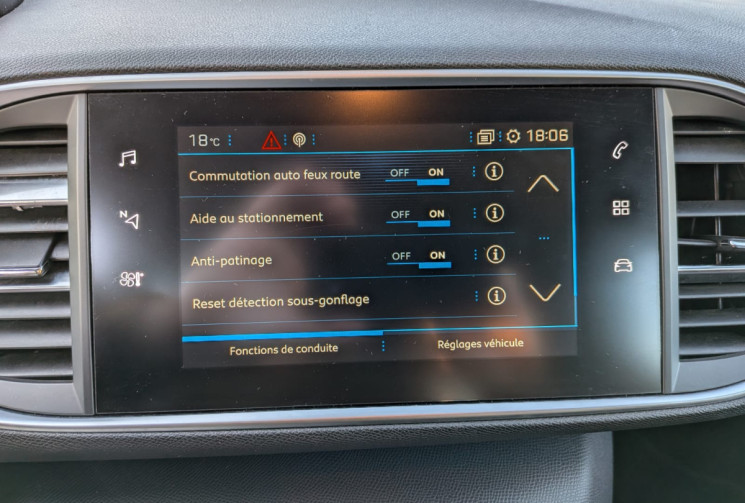 18°C 18:06
Commutation auto feux route OFF ON i
Aide au stationnement OFF ON i
N
Anti-patinage OFF ON i
Reset détection sous-gonflage i
Fonctions de conduite Réglages véhicule